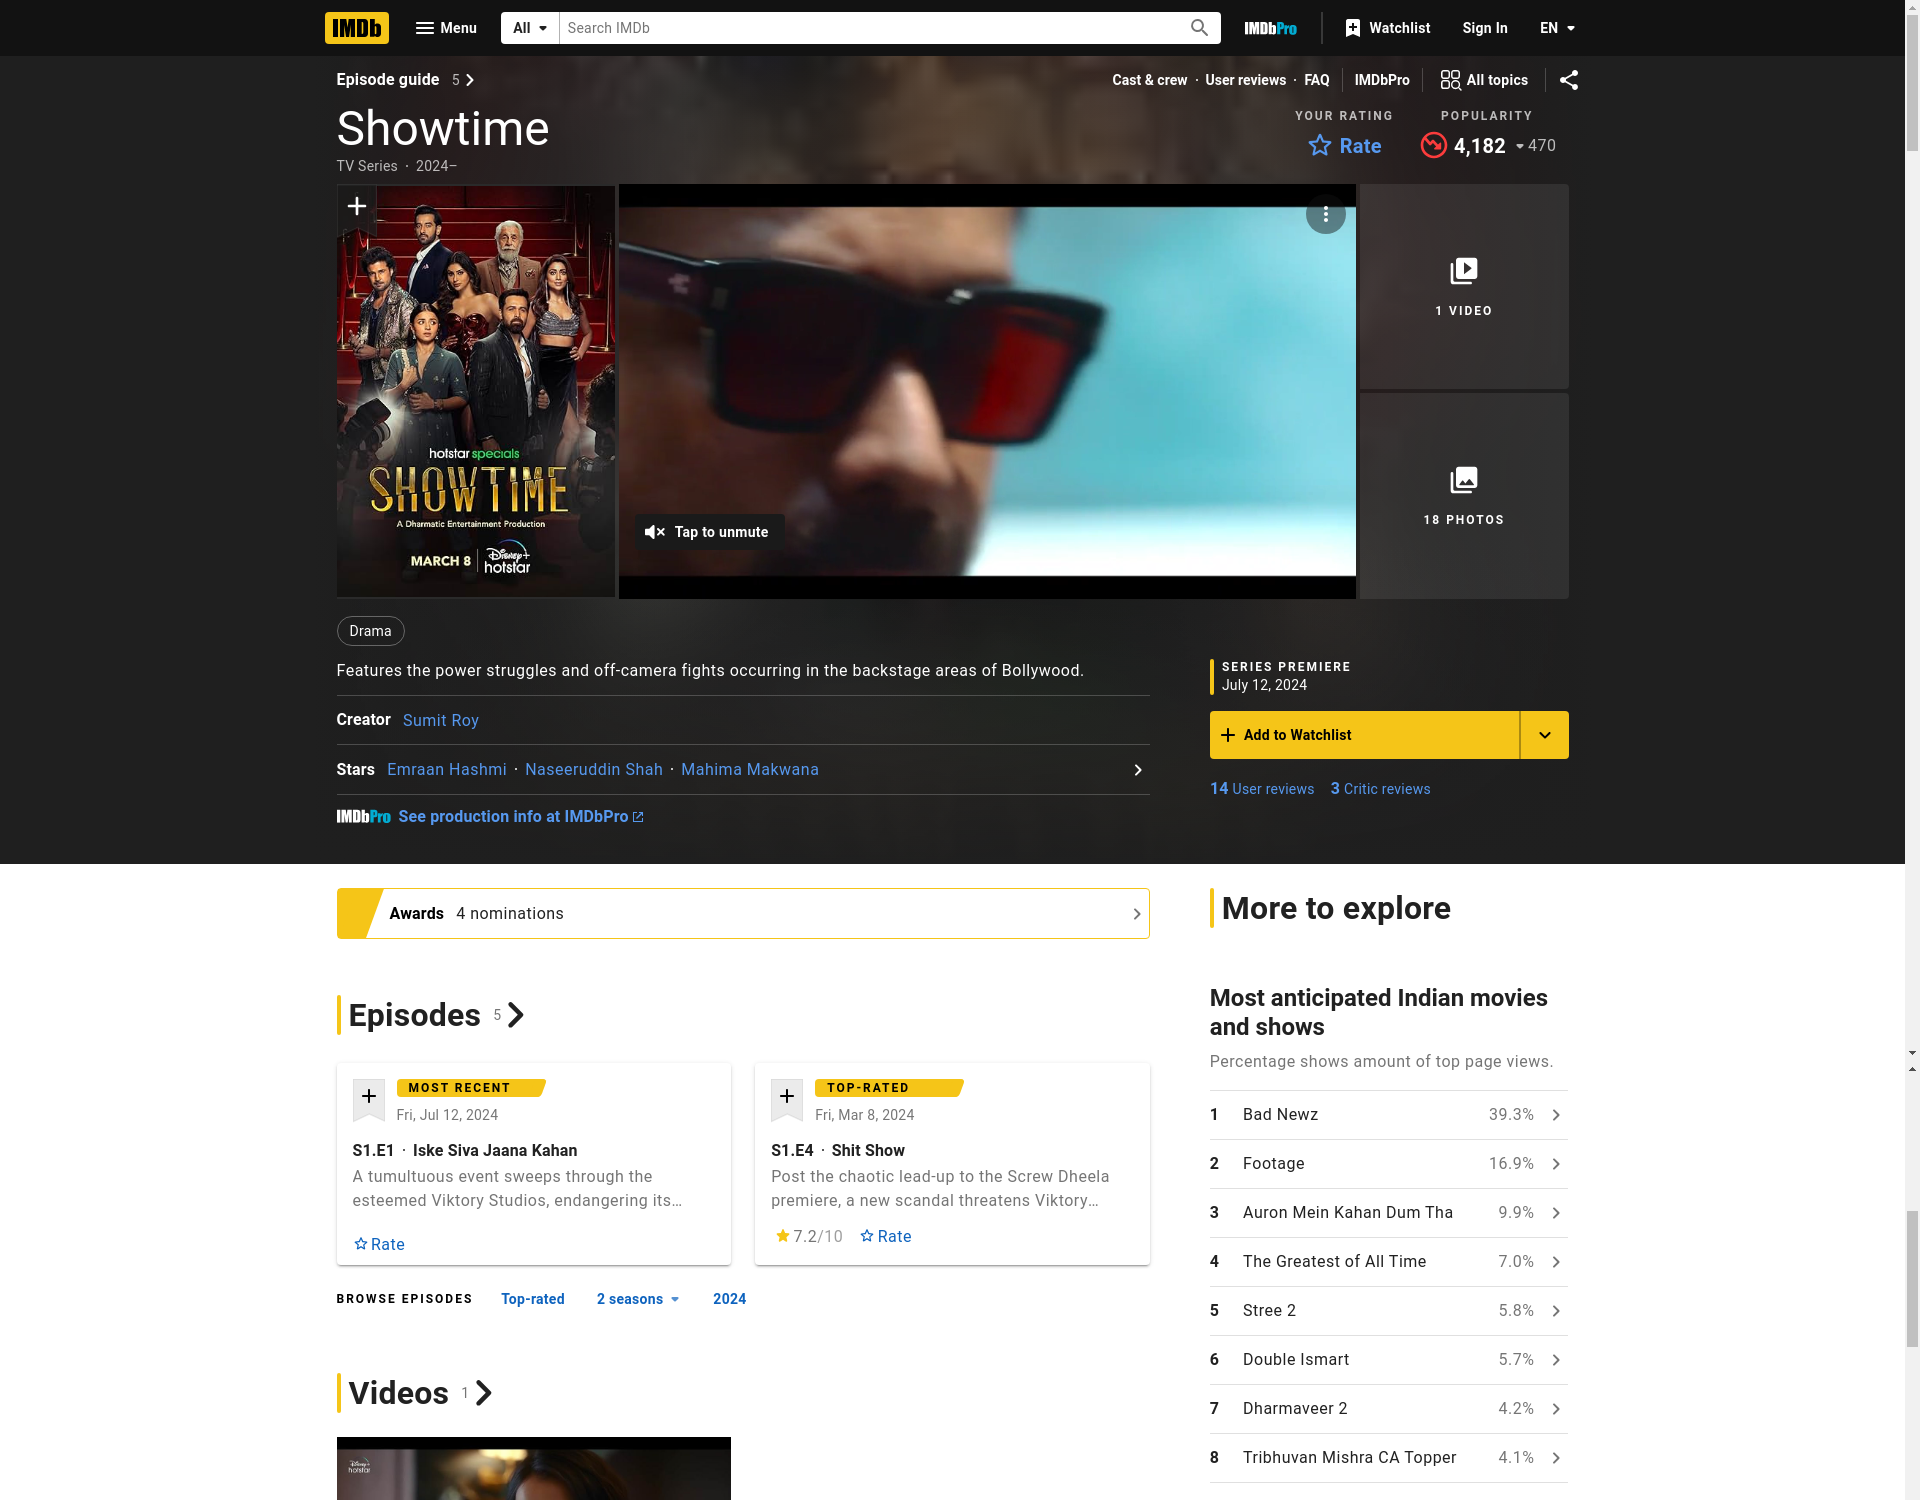 IMDb
Menu
All
Search IMDb
IMDbPro
Watchlist
Sign In
EN
Episode guide 5
Cast & crew · User reviews · FAQ
IMDbPro
All topics
Showtime
TV Series · 2024–
YOUR RATING
Rate
POPULARITY
4,182 470
hotstar specials
SHOWTIME
A Dharmatic Entertainment Production
MARCH 8
Disney+
hotstar
Tap to unmute
1 VIDEO
18 PHOTOS
Drama
Features the power struggles and off-camera fights occurring in the backstage areas of Bollywood.
Creator Sumit Roy
Stars Emraan Hashmi · Naseeruddin Shah · Mahima Makwana
IMDbPro See production info at IMDbPro
SERIES PREMIERE
July 12, 2024
Add to Watchlist
14 User reviews 3 Critic reviews
Awards 4 nominations
Episodes 5
MOST RECENT
Fri, Jul 12, 2024
S1.E1 · Iske Siva Jaana Kahan
A tumultuous event sweeps through the
esteemed Viktory Studios, endangering its…
Rate
TOP-RATED
Fri, Mar 8, 2024
S1.E4 · Shit Show
Post the chaotic lead-up to the Screw Dheela
premiere, a new scandal threatens Viktory…
7.2/10 Rate
BROWSE EPISODES Top-rated 2 seasons 2024
Videos 1
Disney+
hotstar
More to explore
Most anticipated Indian movies
and shows
Percentage shows amount of top page views.
1 Bad Newz 39.3%
2 Footage 16.9%
3 Auron Mein Kahan Dum Tha 9.9%
4 The Greatest of All Time 7.0%
5 Stree 2 5.8%
6 Double Ismart 5.7%
7 Dharmaveer 2 4.2%
8 Tribhuvan Mishra CA Topper 4.1%